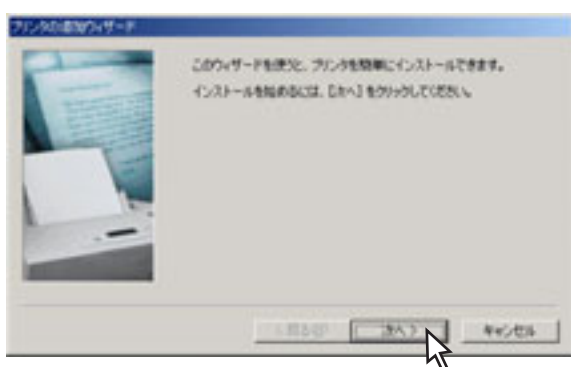 プリンタの追加ウィザード
このウィザードを使うと、プリンタを簡単にインストールできます。
インストールを始めるには、[次へ] をクリックしてください。
< 戻る(B)
次へ >
キャンセル